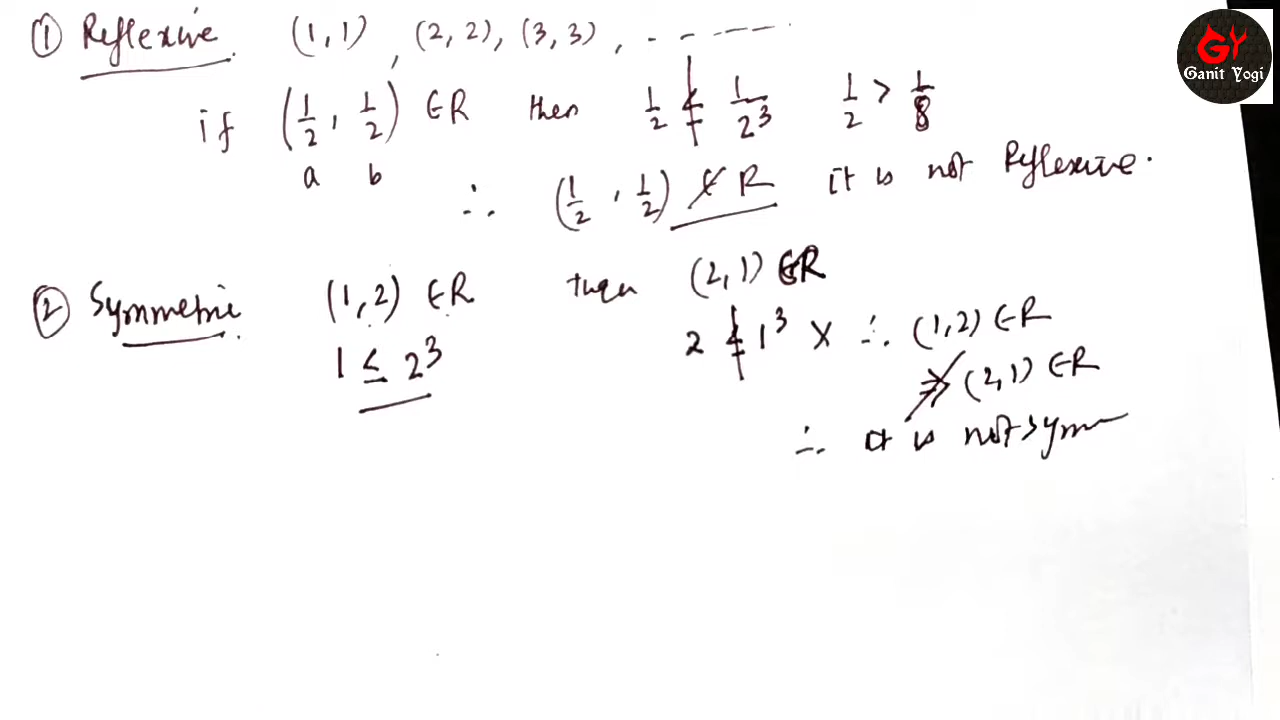 ① Reflexive (1,1), (2,2), (3,3), - - - - - -
if (1/2, 1/2) ∈ R then 1/2 ≰ 1/2³ 1/2 > 1/8
a b ∴ (1/2, 1/2) ∉ R it is not Reflexive.
② Symmetric (1,2) ∈ R then (2,1) ∈ R
1 ≤ 2³ 2 ≰ 1³ X ∴ (1,2) ∈ R
⇏ (2,1) ∈ R
∴ it is not symm
GY
Ganit Yogi